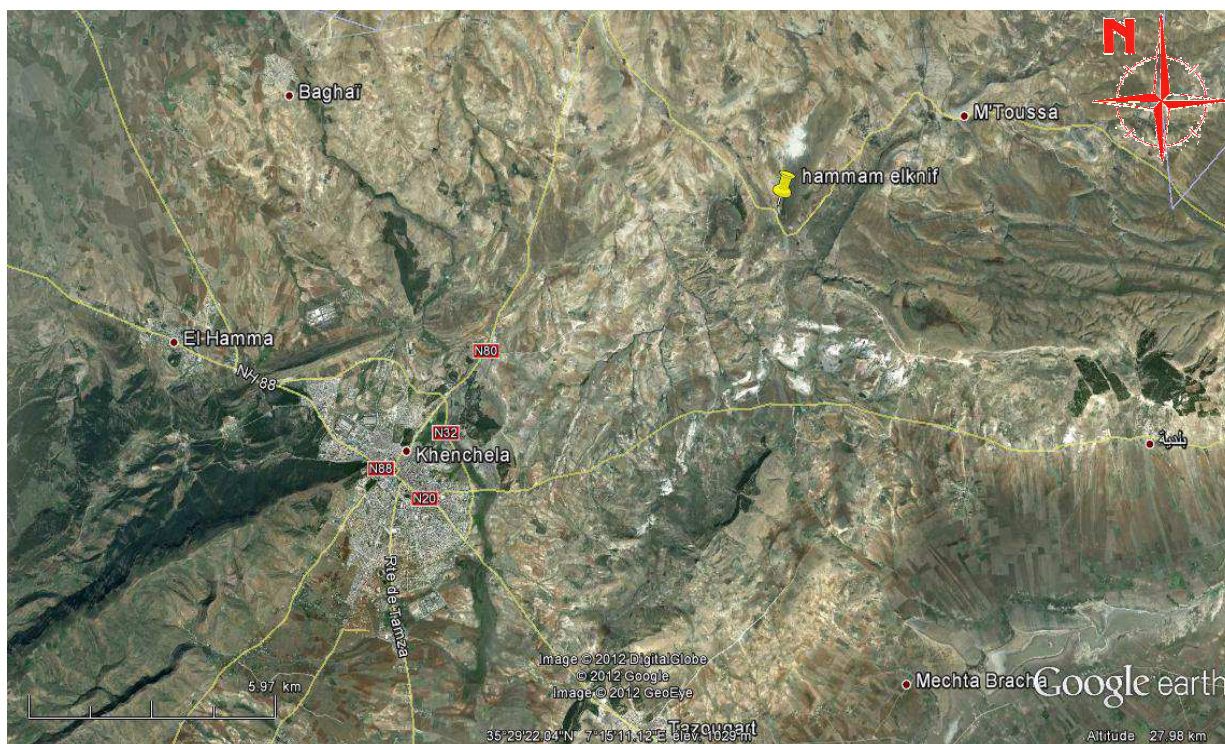 N
Baghaï
M'Toussa
hammam elknif
El Hamma
N80
NH 88
N32
Khenchela
بلدية
N88
N20
Rte de Tamza
Image © 2012 DigitalGlobe
© 2012 Google
Image © 2012 GeoEye
5.97 km
Mechta Bracha
Google earth
Tazougart
35°29'22.04"N 7°15'11.12"E elev. 1029 m
Altitude 27.98 km